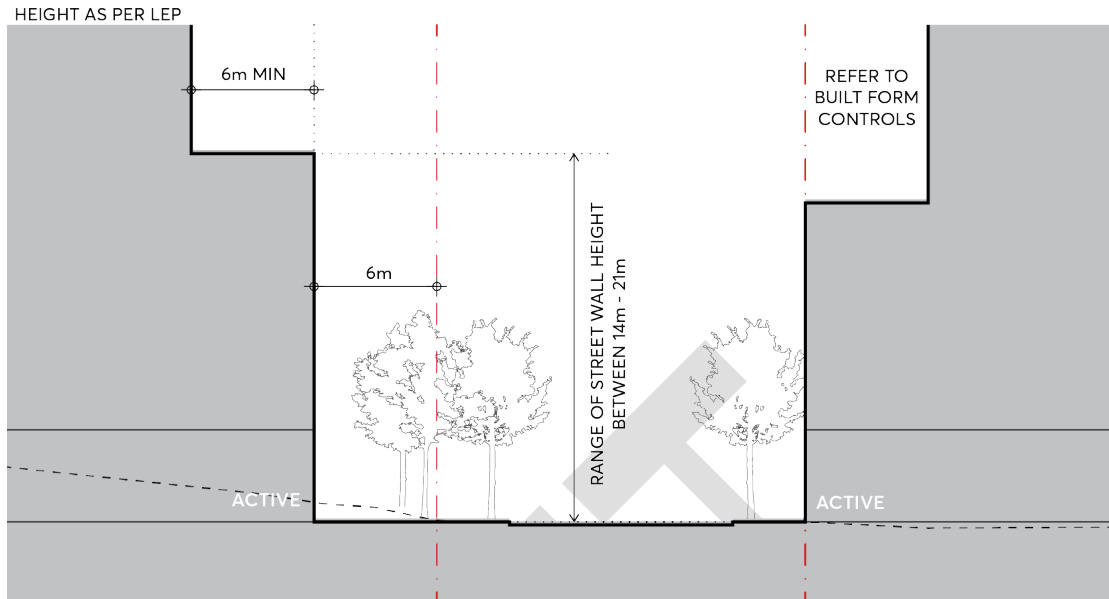 HEIGHT AS PER LEP
6m MIN
REFER TO
BUILT FORM
CONTROLS
6m
RANGE OF STREET WALL HEIGHT
BETWEEN 14m - 21m
ACTIVE
ACTIVE